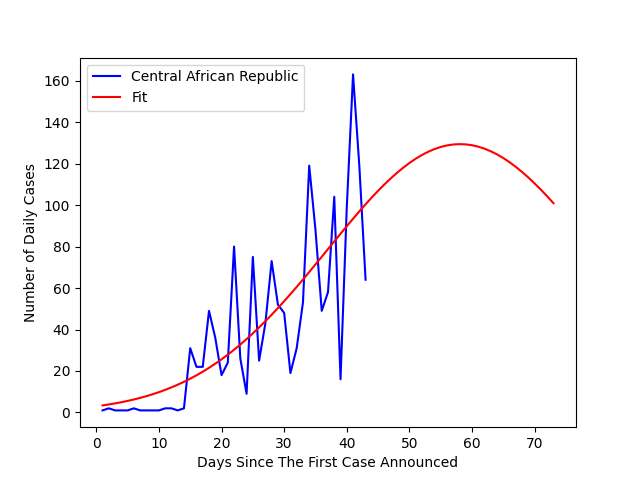 Central African Republic
Fit
160
140
120
100
80
60
40
20
0
Number of Daily Cases
0 10 20 30 40 50 60 70
Days Since The First Case Announced